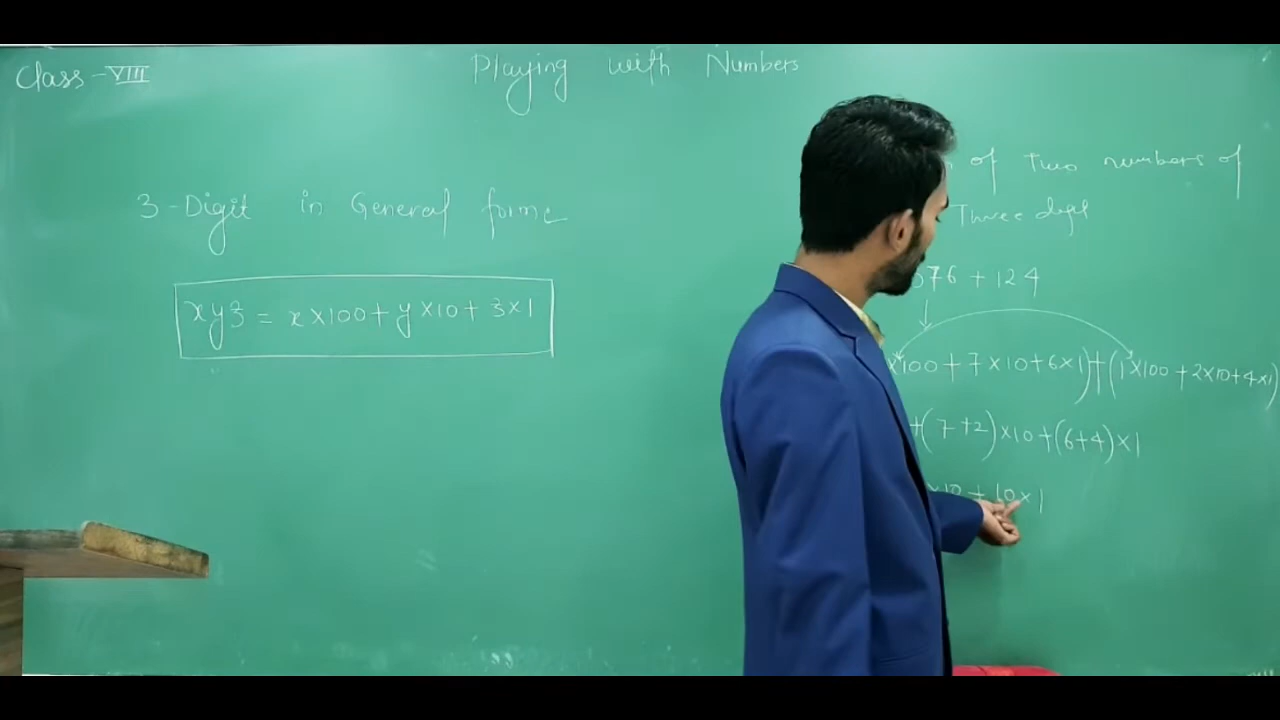 Class - VIII
Playing with Numbers
3-Digit in General form
xyz = x×100+y×10+z×1
of Two numbers of
Three digit
76 + 124
×100+7×10+6×1)+(1×100+2×10+4×1)
+(7+2)×10+(6+4)×1
×10+10×1